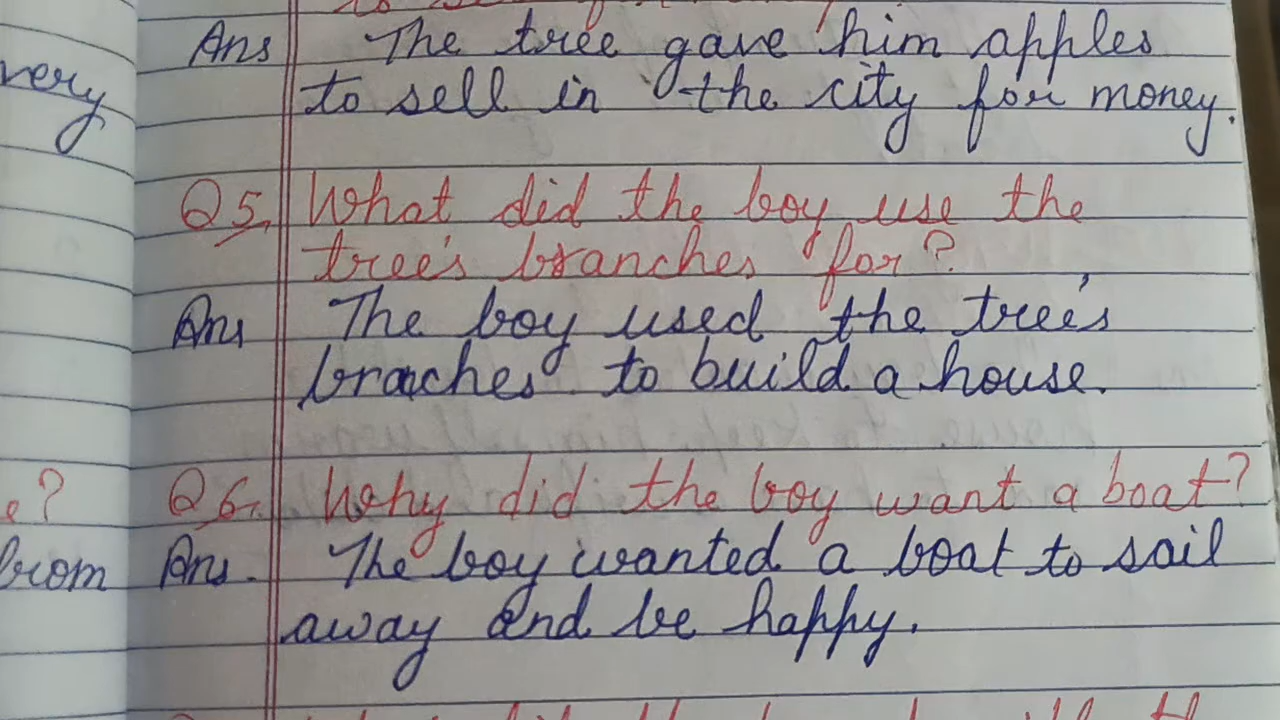 very
Ans The tree gave him apples
to sell in the city for money.
Q5. What did the boy use the
tree's branches for?
Ans The boy used the tree's
braches to build a house.
e? Q6. Why did the boy want a boat?
from Ans. The boy wanted a boat to sail
away and be happy.